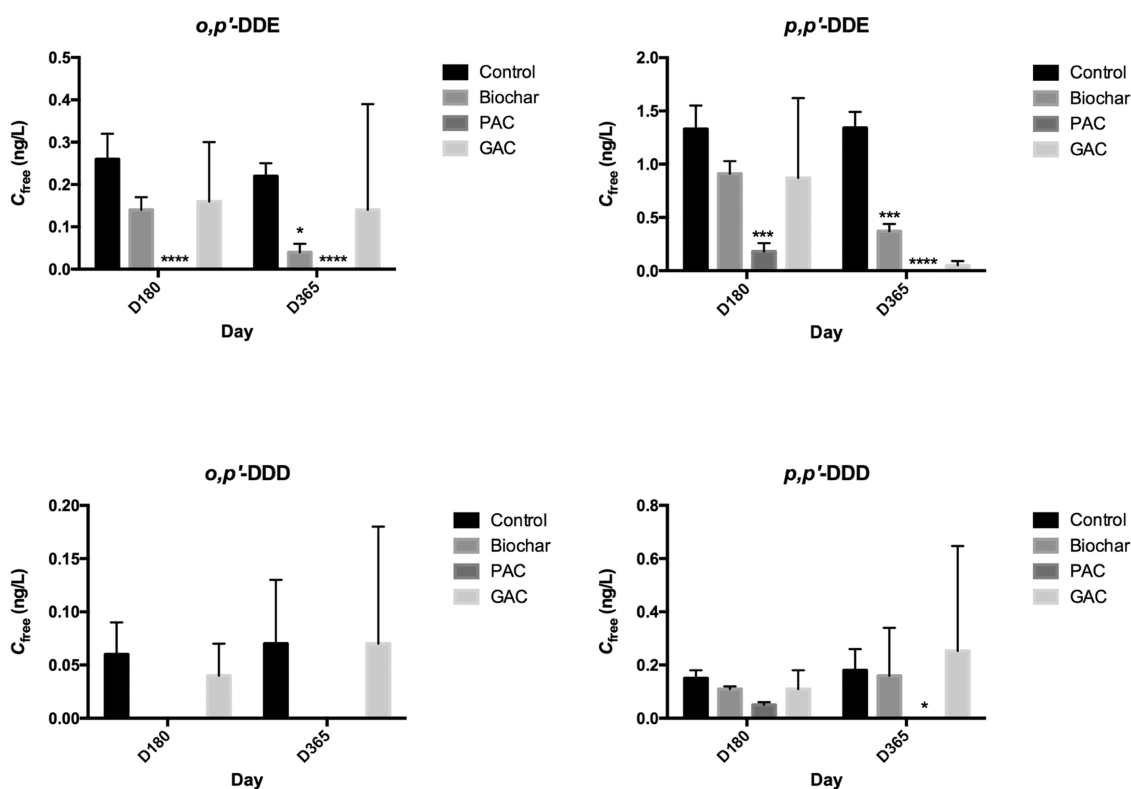 o,p'-DDE
0.5
0.4
0.3
0.2
0.1
0.0
C_free (ng/L)
*
****
****
D180
D365
Day
Control
Biochar
PAC
GAC
p,p'-DDE
2.0
1.5
1.0
0.5
0.0
C_free (ng/L)
***
***
****
D180
D365
Day
Control
Biochar
PAC
GAC
o,p'-DDD
0.20
0.15
0.10
0.05
0.00
C_free (ng/L)
D180
D365
Day
Control
Biochar
PAC
GAC
p,p'-DDD
0.8
0.6
0.4
0.2
0.0
C_free (ng/L)
*
D180
D365
Day
Control
Biochar
PAC
GAC